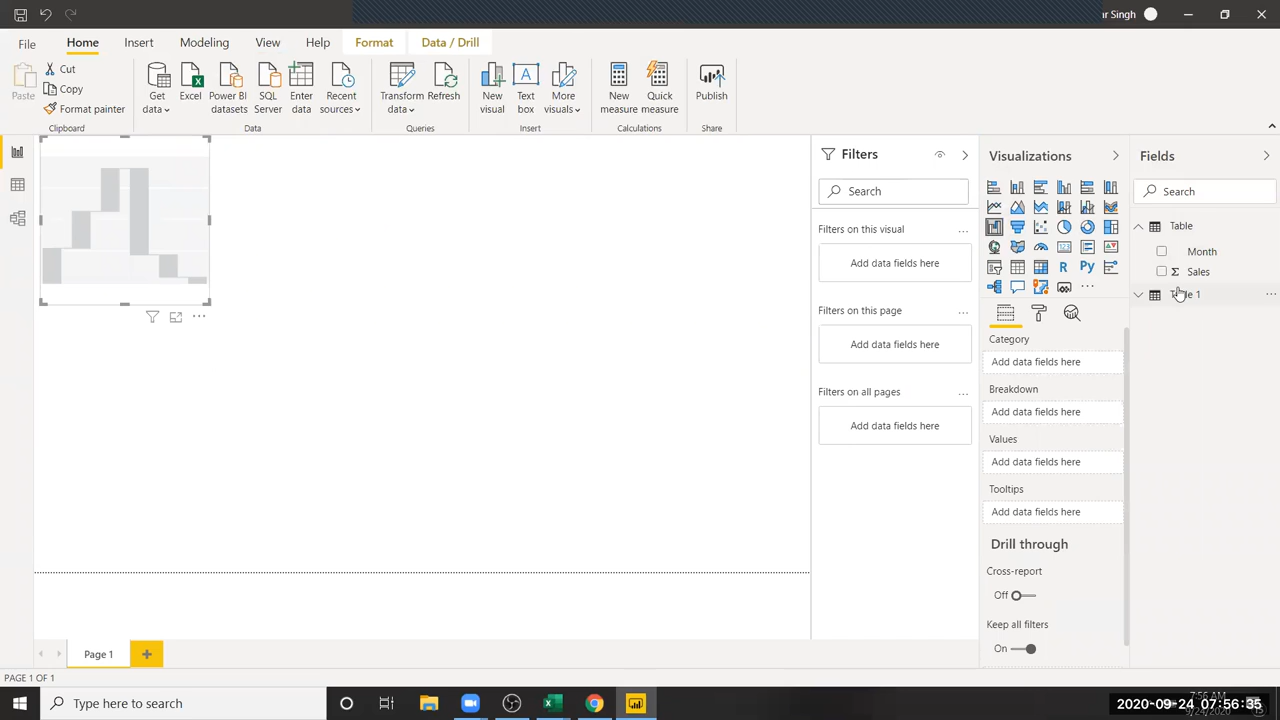 ur Singh
File
Home
Insert
Modeling
View
Help
Format
Data / Drill
Paste
Cut
Copy
Format painter
Get data
Excel
Power BI datasets
SQL Server
Enter data
Recent sources
Transform data
Refresh
New visual
Text box
More visuals
New measure
Quick measure
Publish
Clipboard
Data
Queries
Insert
Calculations
Share
Filters
Search
Filters on this visual
...
Add data fields here
Filters on this page
...
Add data fields here
Filters on all pages
...
Add data fields here
Visualizations
R
Py
Category
Add data fields here
Breakdown
Add data fields here
Values
Add data fields here
Tooltips
Add data fields here
Drill through
Cross-report
Off
Keep all filters
On
Fields
Search
Table
Month
Σ Sales
Table 1
Page 1
PAGE 1 OF 1
Type here to search
2020-09-24 07:56:35
7:56 AM